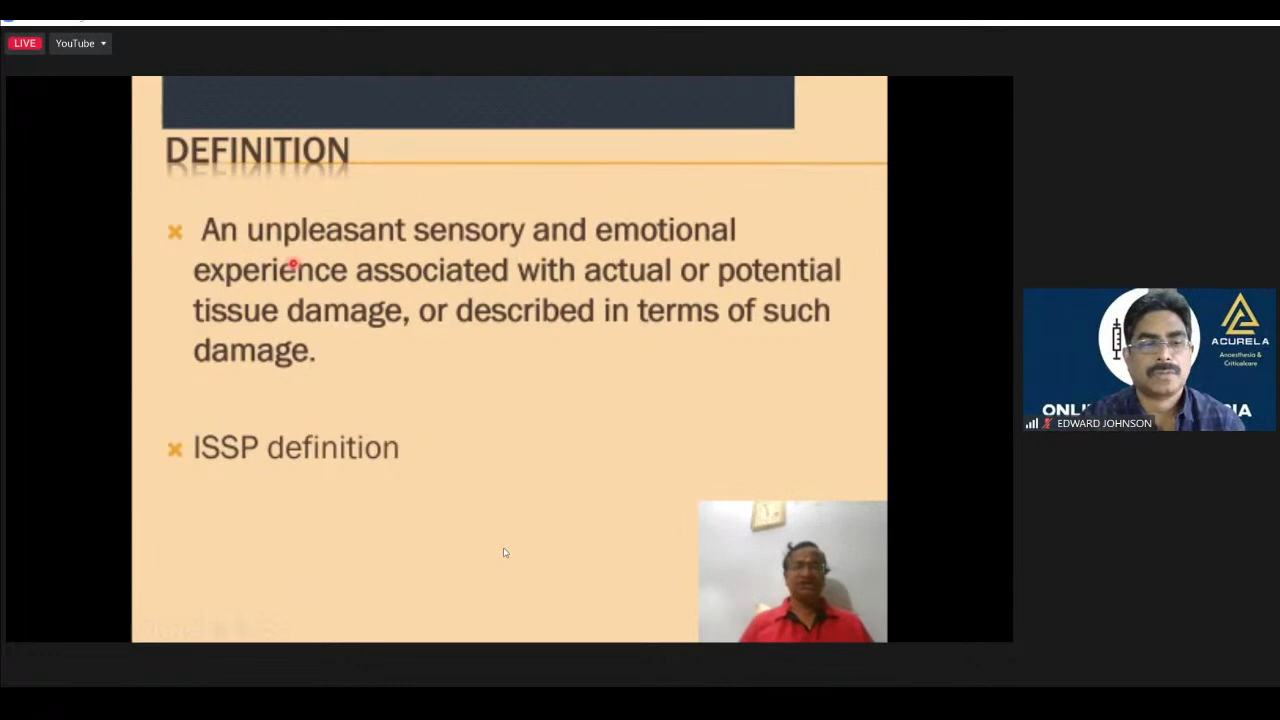 LIVE
YouTube
DEFINITION
An unpleasant sensory and emotional
experience associated with actual or potential
tissue damage, or described in terms of such
damage.
ISSP definition
ACURELA
Anaesthesia &
Criticalcare
EDWARD JOHNSON